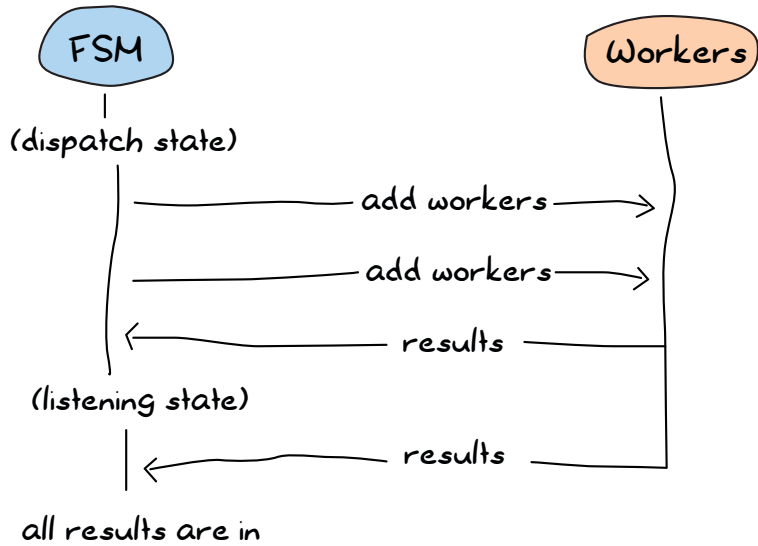 FSM
Workers
(dispatch state)
add workers
add workers
results
(listening state)
results
all results are in